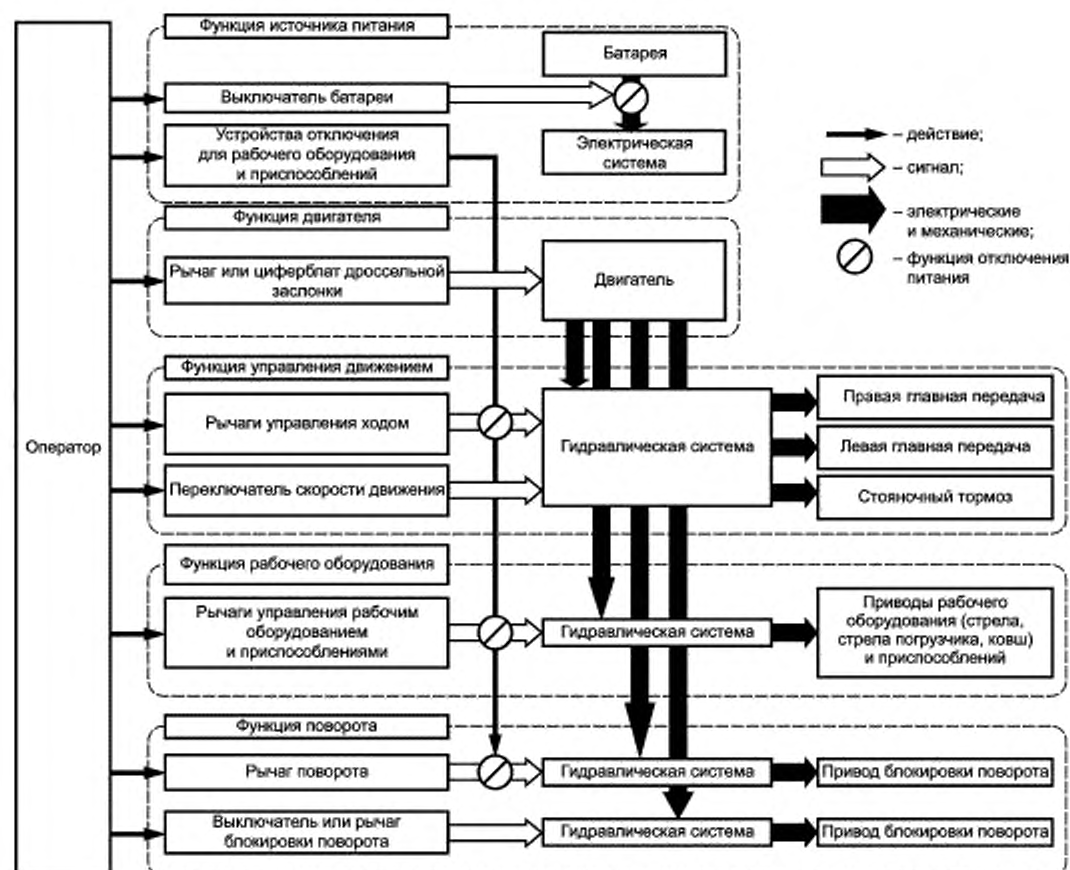 Оператор
Функция источника питания
Батарея
Выключатель батареи
Устройства отключения
для рабочего оборудования
и приспособлений
Электрическая
система
– действие;
– сигнал;
– электрические
и механические;
– функция отключения
питания
Функция двигателя
Рычаг или циферблат дроссельной
заслонки
Двигатель
Функция управления движением
Рычаги управления ходом
Переключатель скорости движения
Гидравлическая система
Правая главная передача
Левая главная передача
Стояночный тормоз
Функция рабочего оборудования
Рычаги управления рабочим
оборудованием
и приспособлениями
Гидравлическая система
Приводы рабочего
оборудования (стрела,
стрела погрузчика, ковш)
и приспособлений
Функция поворота
Рычаг поворота
Гидравлическая система
Привод блокировки поворота
Выключатель или рычаг
блокировки поворота
Гидравлическая система
Привод блокировки поворота